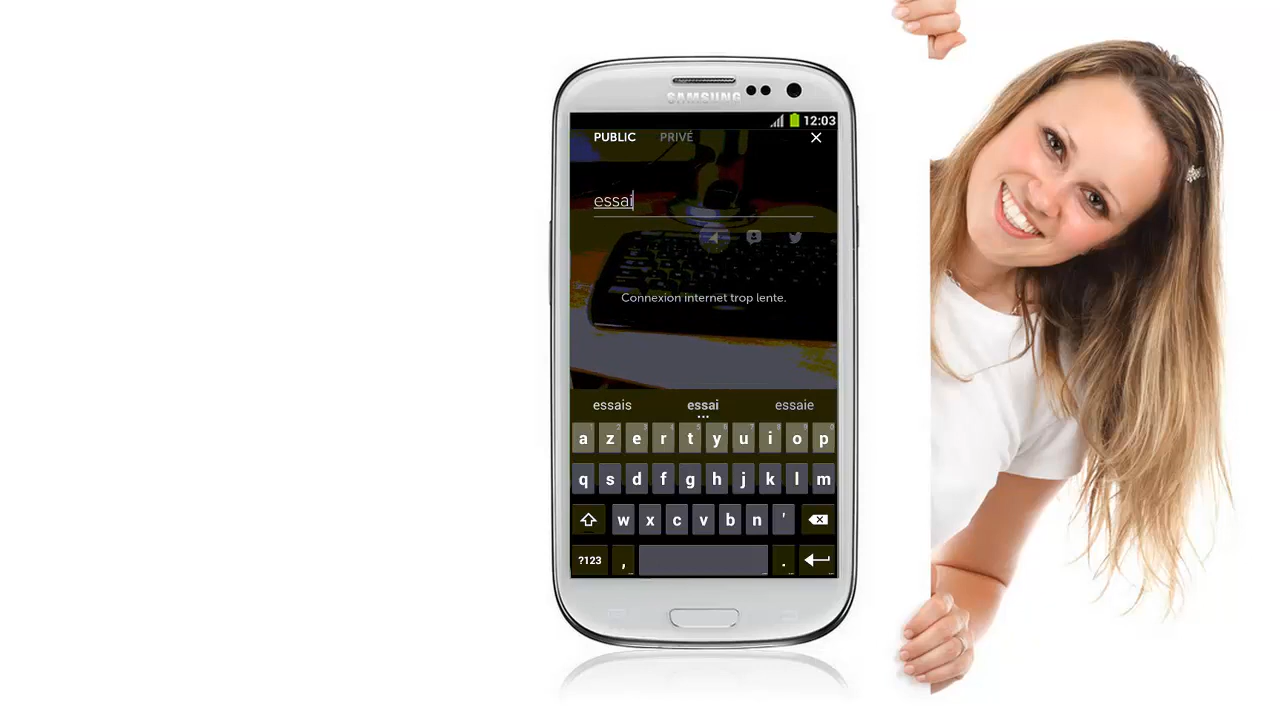 SAMSUNG
12:03
PUBLIC PRIVÉ
essai
Connexion internet trop lente.
essais essai essaie
a z e r t y u i o p
q s d f g h j k l m
w x c v b n '
?123 , .